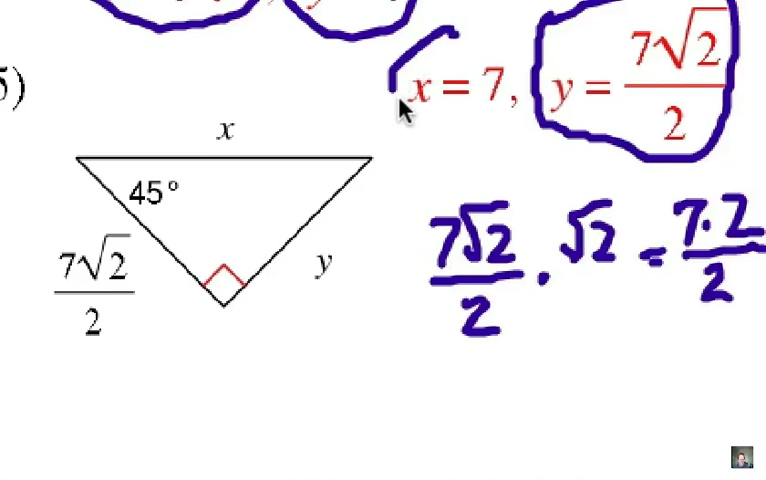 5)
x = 7, y = 7√2/2
x
45°
7√2/2
y
7√2/2 · √2 = 7·2/2